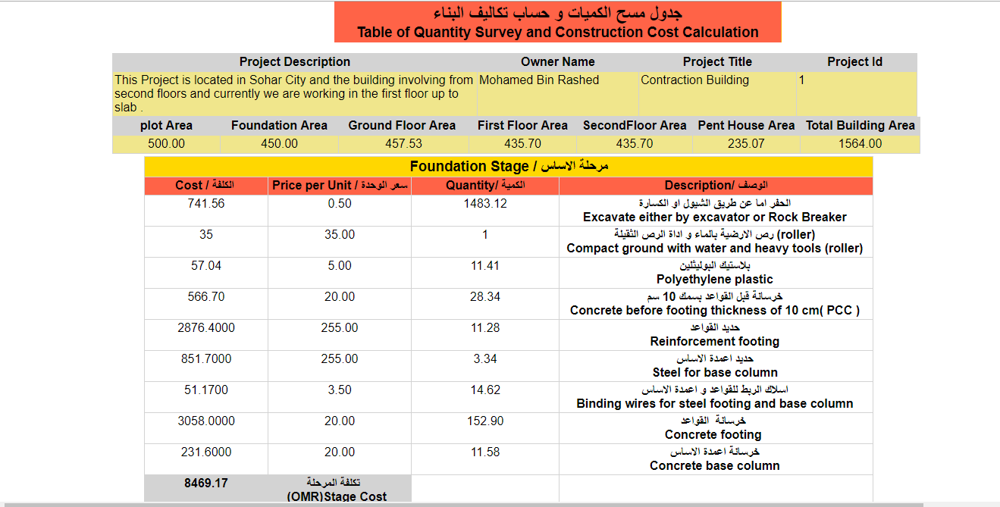 جدول مسح الكميات و حساب تكاليف البناء
Table of Quantity Survey and Construction Cost Calculation
Project Description Owner Name Project Title Project Id
This Project is located in Sohar City and the building involving from Mohamed Bin Rashed Contraction Building 1
second floors and currently we are working in the first floor up to
slab .
plot Area Foundation Area Ground Floor Area First Floor Area SecondFloor Area Pent House Area Total Building Area
500.00 450.00 457.53 435.70 435.70 235.07 1564.00
Foundation Stage / مرحلة الاساس
Cost / الكلفة Price per Unit / سعر الوحدة Quantity/ الكمية Description/ الوصف
741.56 0.50 1483.12 الحفر اما عن طريق الشيول او الكسارة
Excavate either by excavator or Rock Breaker
35 35.00 1 رص الارضية بالماء و اداة الرص الثقيلة (roller)
Compact ground with water and heavy tools (roller)
57.04 5.00 11.41 بلاستيك البوليثلين
Polyethylene plastic
566.70 20.00 28.34 خرسانة قبل القواعد بسمك 10 سم
Concrete before footing thickness of 10 cm( PCC )
2876.4000 255.00 11.28 حديد القواعد
Reinforcement footing
851.7000 255.00 3.34 حديد اعمدة الاساس
Steel for base column
51.1700 3.50 14.62 اسلاك الربط للقواعد و اعمدة الاساس
Binding wires for steel footing and base column
3058.0000 20.00 152.90 خرسانة القواعد
Concrete footing
231.6000 20.00 11.58 خرسانة اعمدة الاساس
Concrete base column
8469.17 تكلفة المرحلة
(OMR)Stage Cost